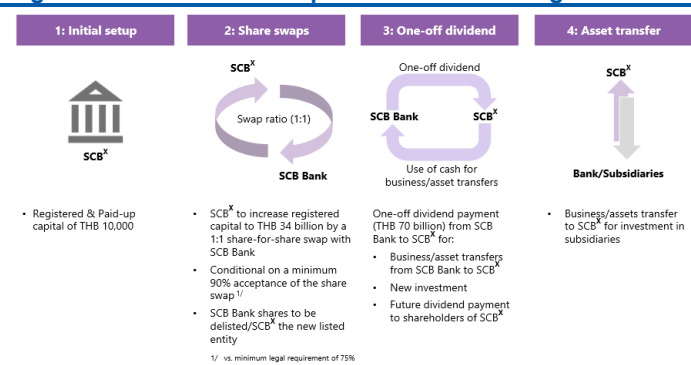 1: Initial setup
SCBX
• Registered & Paid-up
capital of THB 10,000
2: Share swaps
SCBX
Swap ratio (1:1)
SCB Bank
• SCBX to increase registered
capital to THB 34 billion by a
1:1 share-for-share swap with
SCB Bank
• Conditional on a minimum
90% acceptance of the share
swap 1/
• SCB Bank shares to be
delisted/SCBX the new listed
entity
1/ vs. minimum legal requirement of 75%
3: One-off dividend
One-off dividend
SCB Bank SCBX
Use of cash for
business/asset transfers
One-off dividend payment
(THB 70 billion) from SCB
Bank to SCBX for:
• Business/asset transfers
from SCB Bank to SCBX
• New investment
• Future dividend payment
to shareholders of SCBX
4: Asset transfer
SCBX
Bank/Subsidiaries
• Business/assets transfer
to SCBX for investment in
subsidiaries